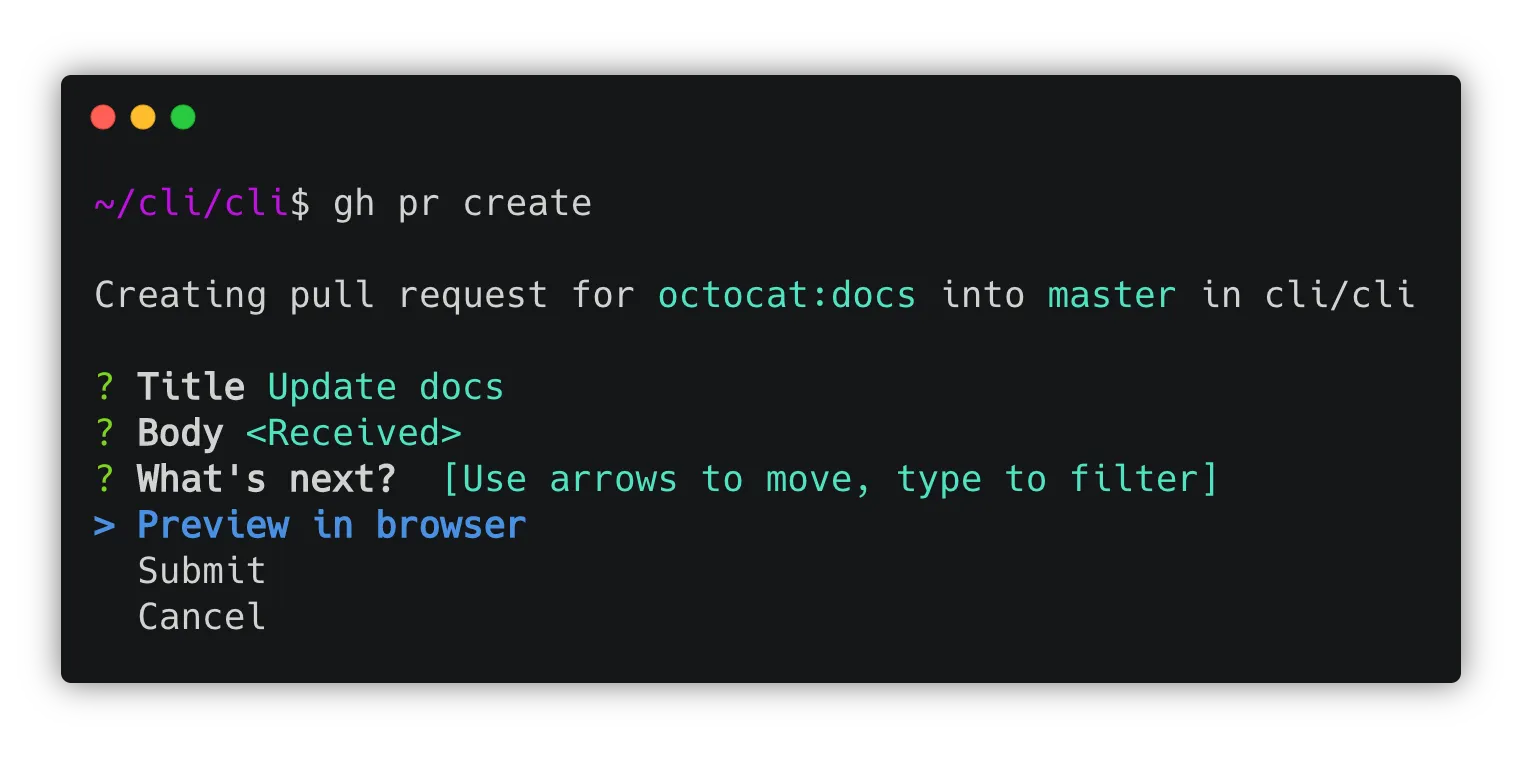 ~/cli/cli$ gh pr create
Creating pull request for octocat:docs into master in cli/cli
? Title Update docs
? Body <Received>
? What's next?  [Use arrows to move, type to filter]
> Preview in browser
  Submit
  Cancel